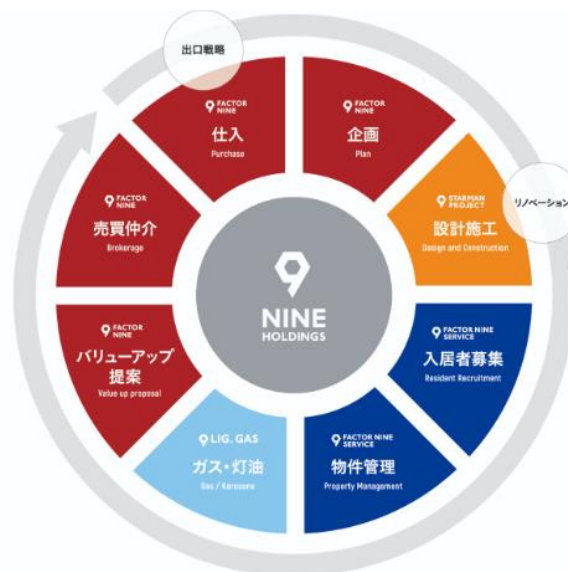 出口戦略
FACTOR
NINE
仕入
Purchase
FACTOR
NINE
企画
Plan
STARMAN
PROJECT
設計施工
Design and Construction
リノベーション
FACTOR NINE
SERVICE
入居者募集
Resident Recruitment
FACTOR NINE
SERVICE
物件管理
Property Management
LIG. GAS
ガス・灯油
Gas / Kerosene
FACTOR
NINE
バリューアップ
提案
Value up proposal
FACTOR
NINE
売買仲介
Brokerage
NINE
HOLDINGS